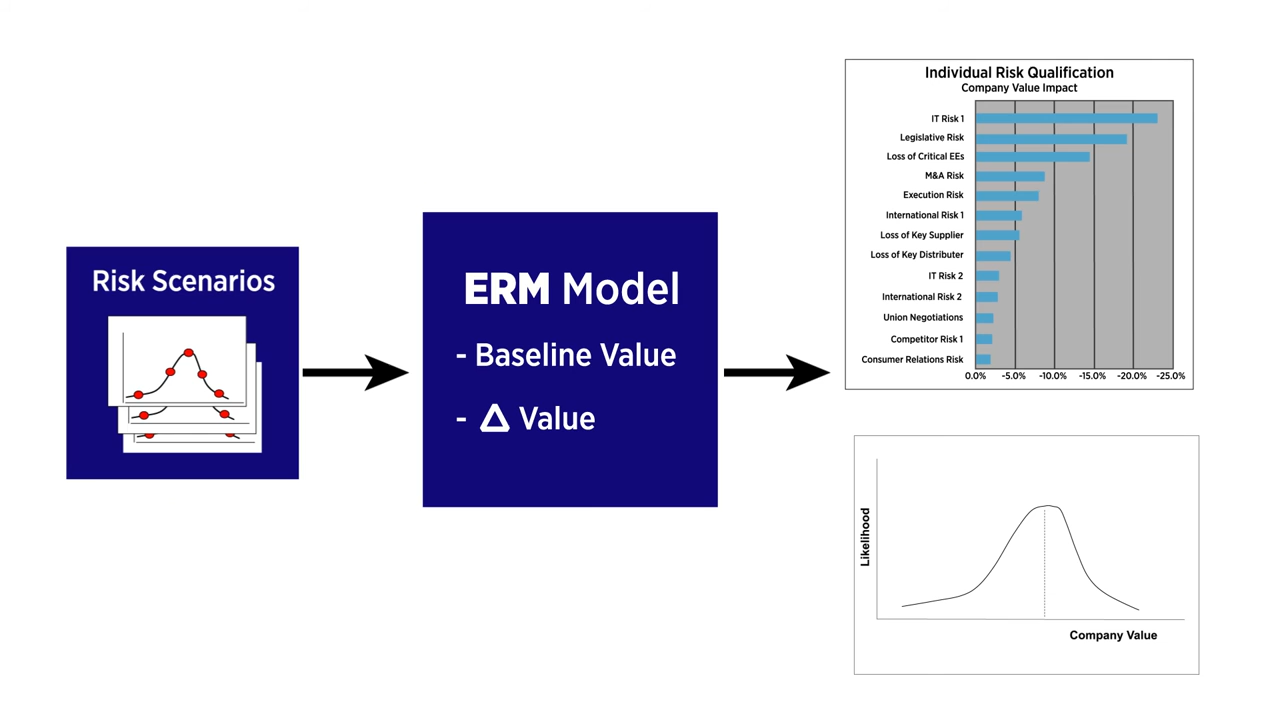 Risk Scenarios
ERM Model
- Baseline Value
- Δ Value
Individual Risk Qualification
Company Value Impact
IT Risk 1
Legislative Risk
Loss of Critical EEs
M&A Risk
Execution Risk
International Risk 1
Loss of Key Supplier
Loss of Key Distributer
IT Risk 2
International Risk 2
Union Negotiations
Competitor Risk 1
Consumer Relations Risk
0.0% -5.0% -10.0% -15.0% -20.0% -25.0%
Likelihood
Company Value